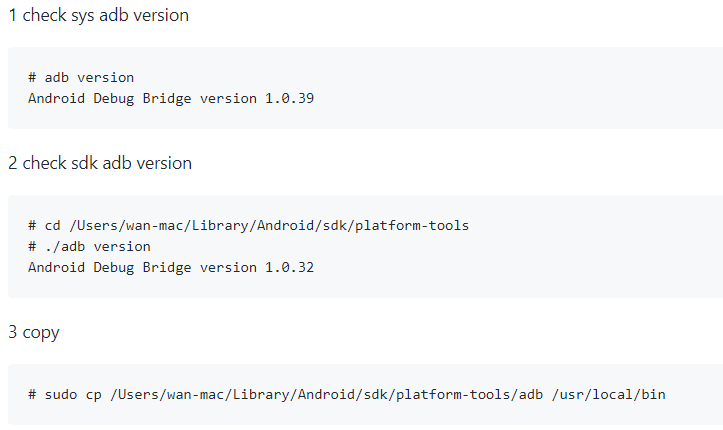 1 check sys adb version
# adb version
Android Debug Bridge version 1.0.39
2 check sdk adb version
# cd /Users/wan-mac/Library/Android/sdk/platform-tools
# ./adb version
Android Debug Bridge version 1.0.32
3 copy
# sudo cp /Users/wan-mac/Library/Android/sdk/platform-tools/adb /usr/local/bin